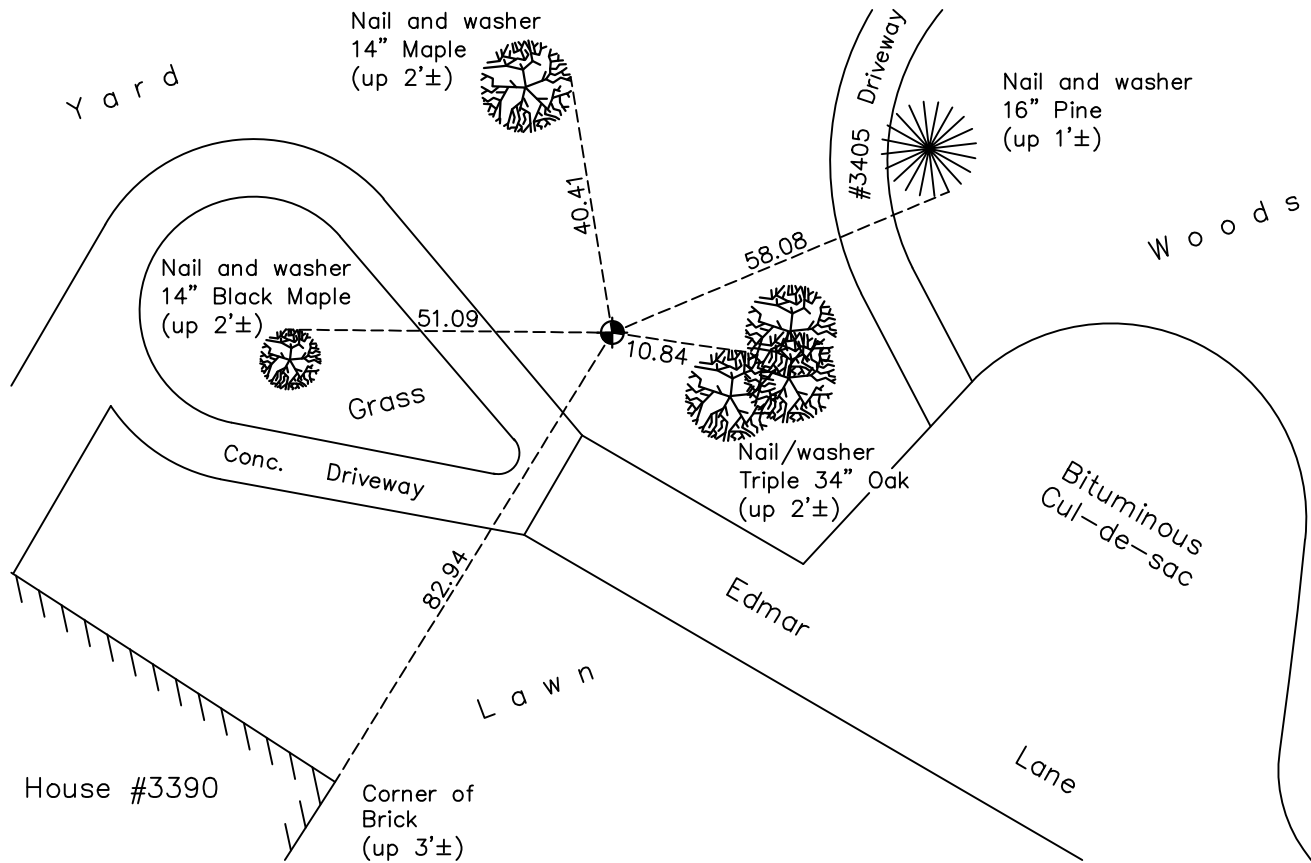 Nail and washer
14” Maple
(up 2'±)
Yard
#3405 Driveway
Nail and washer
16” Pine
(up 1'±)
Woods
40.41
58.08
Nail and washer
14” Black Maple
(up 2'±)
51.09
10.84
Grass
Conc. Driveway
Nail/washer
Triple 34” Oak
(up 2'±)
Bituminous
Cul-de-sac
82.94
Edmar
Lane
Lawn
House #3390
Corner of
Brick
(up 3'±)